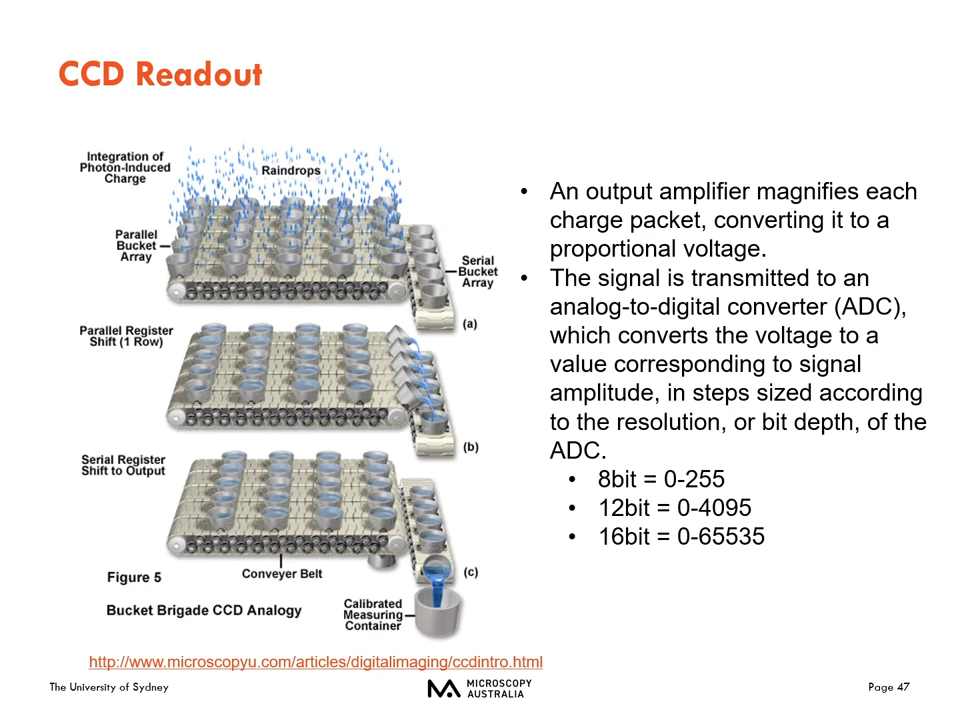 CCD Readout
Integration of
Photon-Induced
Charge
Raindrops
Parallel
Bucket
Array
Serial
Bucket
Array
(a)
Parallel Register
Shift (1 Row)
(b)
Serial Register
Shift to Output
(c)
Conveyer Belt
Figure 5
Bucket Brigade CCD Analogy
Calibrated
Measuring
Container
http://www.microscopyu.com/articles/digitalimaging/ccdintro.html
• An output amplifier magnifies each
charge packet, converting it to a
proportional voltage.
• The signal is transmitted to an
analog-to-digital converter (ADC),
which converts the voltage to a
value corresponding to signal
amplitude, in steps sized according
to the resolution, or bit depth, of the
ADC.
• 8bit = 0-255
• 12bit = 0-4095
• 16bit = 0-65535
The University of Sydney
MICROSCOPY
AUSTRALIA
Page 47